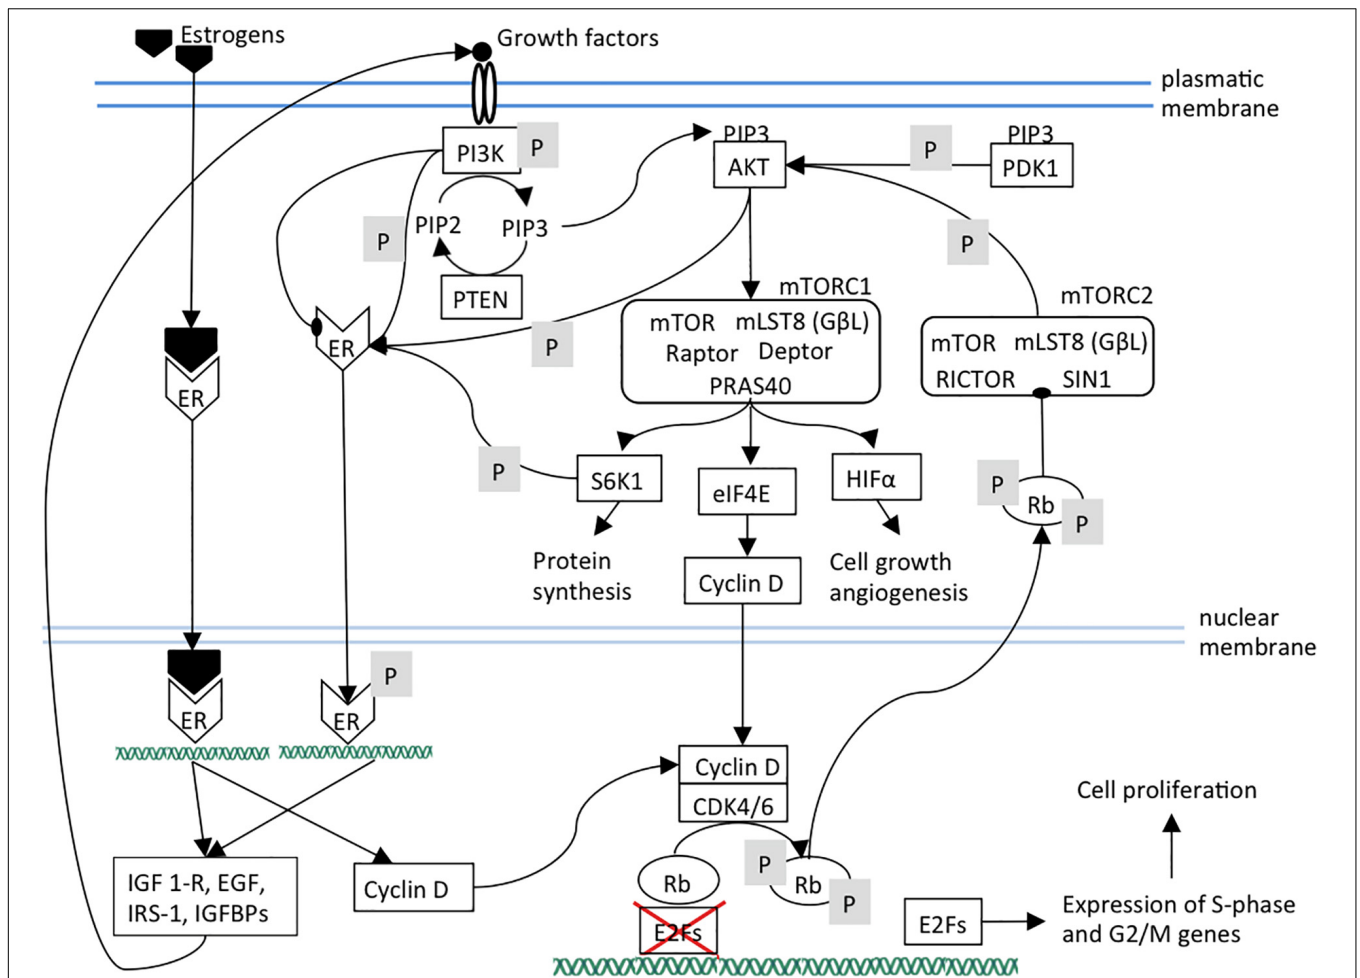 Estrogens
Growth factors
plasmatic
membrane
PI3K
P
PIP3
AKT
P
PIP3
PDK1
PIP2
PIP3
P
P
PTEN
mTORC1
mTORC2
ER
P
mTOR mLST8 (GβL)
Raptor Deptor
PRAS40
mTOR mLST8 (GβL)
RICTOR SIN1
ER
P
S6K1
eIF4E
HIFα
P
Rb
P
Protein
synthesis
Cyclin D
Cell growth
angiogenesis
nuclear
membrane
ER
ER
P
Cyclin D
CDK4/6
Cell proliferation
IGF 1-R, EGF,
IRS-1, IGFBPs
Cyclin D
Rb
P
Rb
P
E2Fs
E2Fs
Expression of S-phase
and G2/M genes